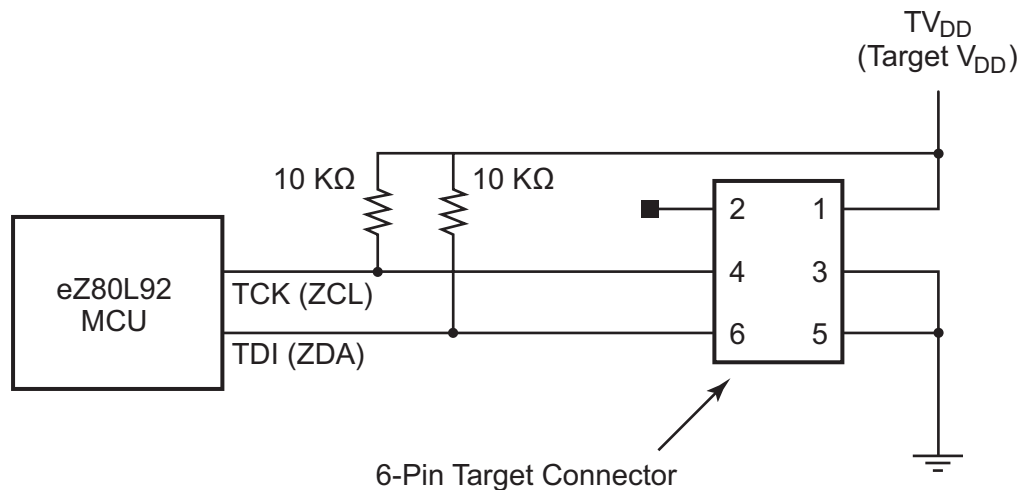 TVDD
(Target VDD)
10 KΩ
10 KΩ
2 1
4 3
6 5
eZ80L92
MCU
TCK (ZCL)
TDI (ZDA)
6-Pin Target Connector